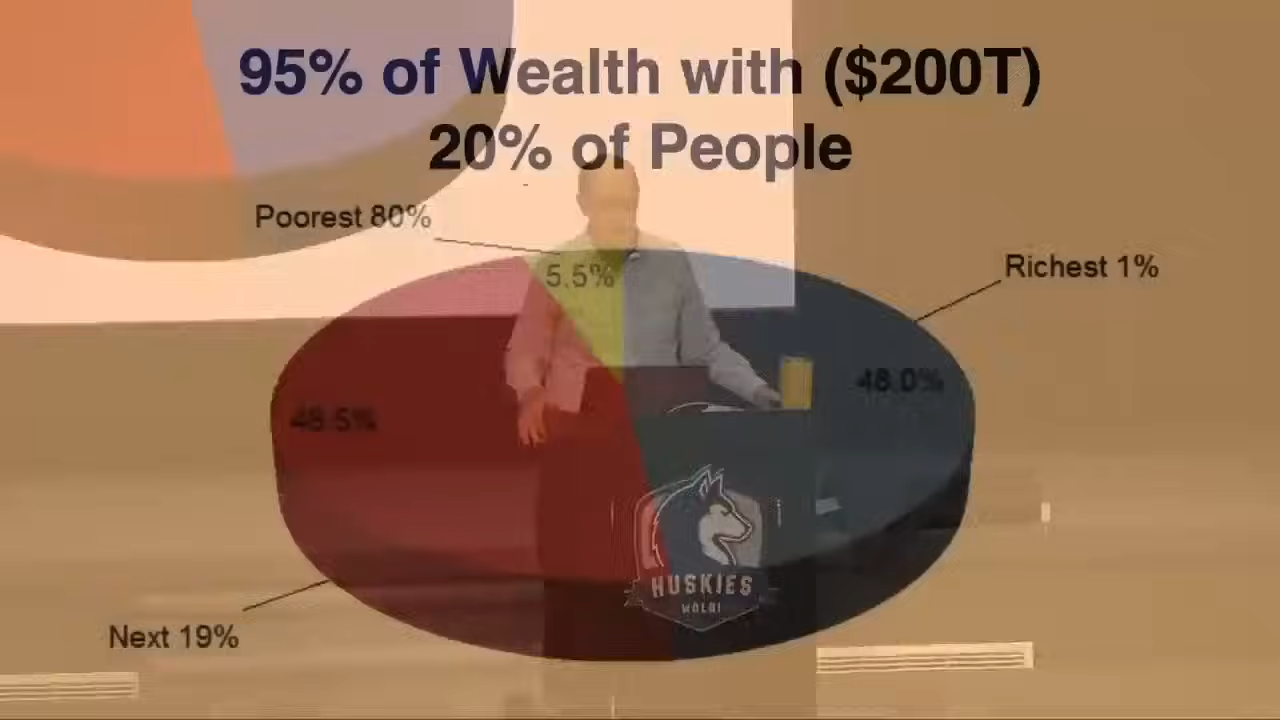 95% of Wealth with ($200T)
20% of People
Poorest 80%
5.5%
Richest 1%
48.0%
48.5%
Next 19%
HUSKIES